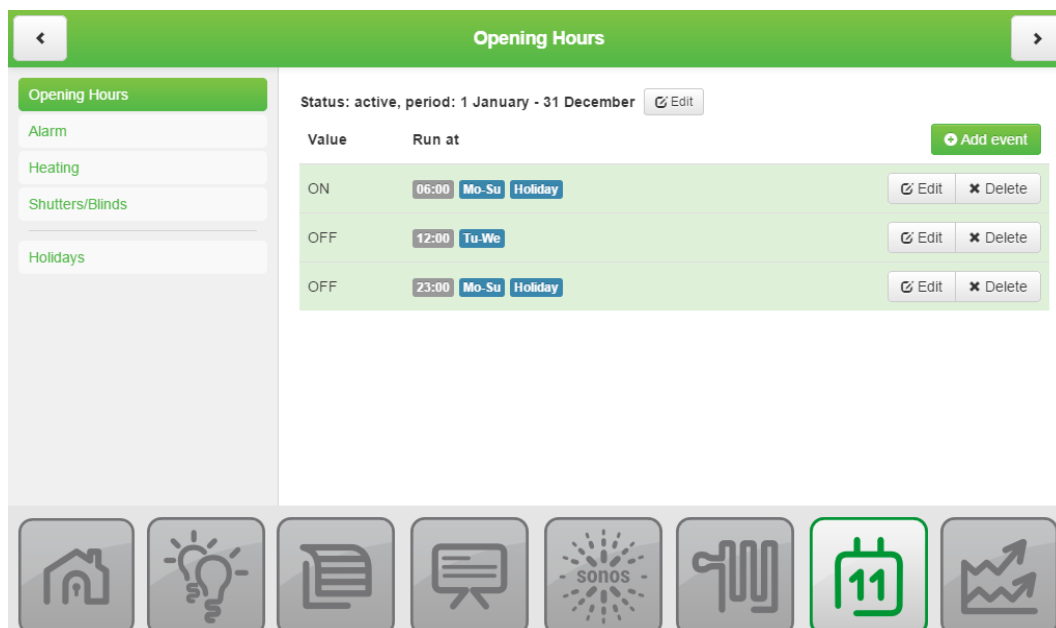 Opening Hours
Opening Hours
Alarm
Heating
Shutters/Blinds
Holidays
Status: active, period: 1 January - 31 December Edit
Value Run at Add event
ON 06:00 Mo-Su Holiday Edit Delete
OFF 12:00 Tu-We Edit Delete
OFF 23:00 Mo-Su Holiday Edit Delete
sonos 11